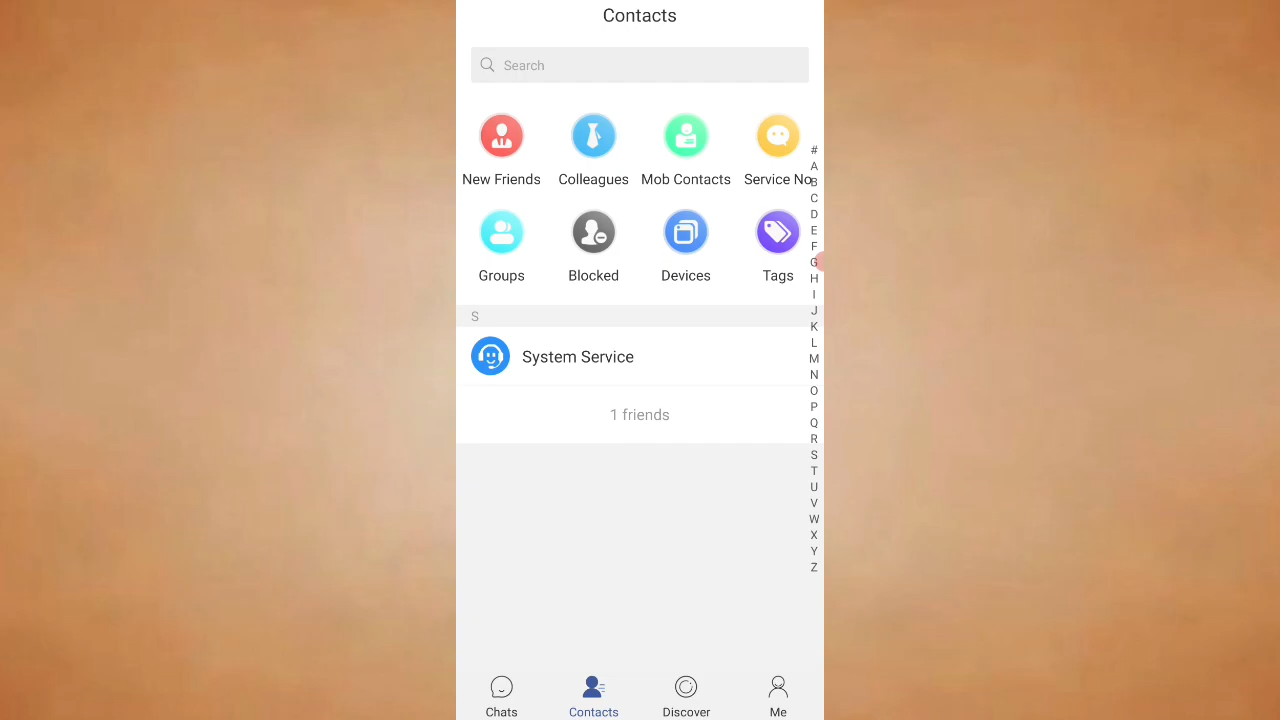 Contacts
Search
New Friends
Colleagues
Mob Contacts
Service No
Groups
Blocked
Devices
Tags
S
System Service
1 friends
#
A
B
C
D
E
F
G
H
I
J
K
L
M
N
O
P
Q
R
S
T
U
V
W
X
Y
Z
Chats
Contacts
Discover
Me